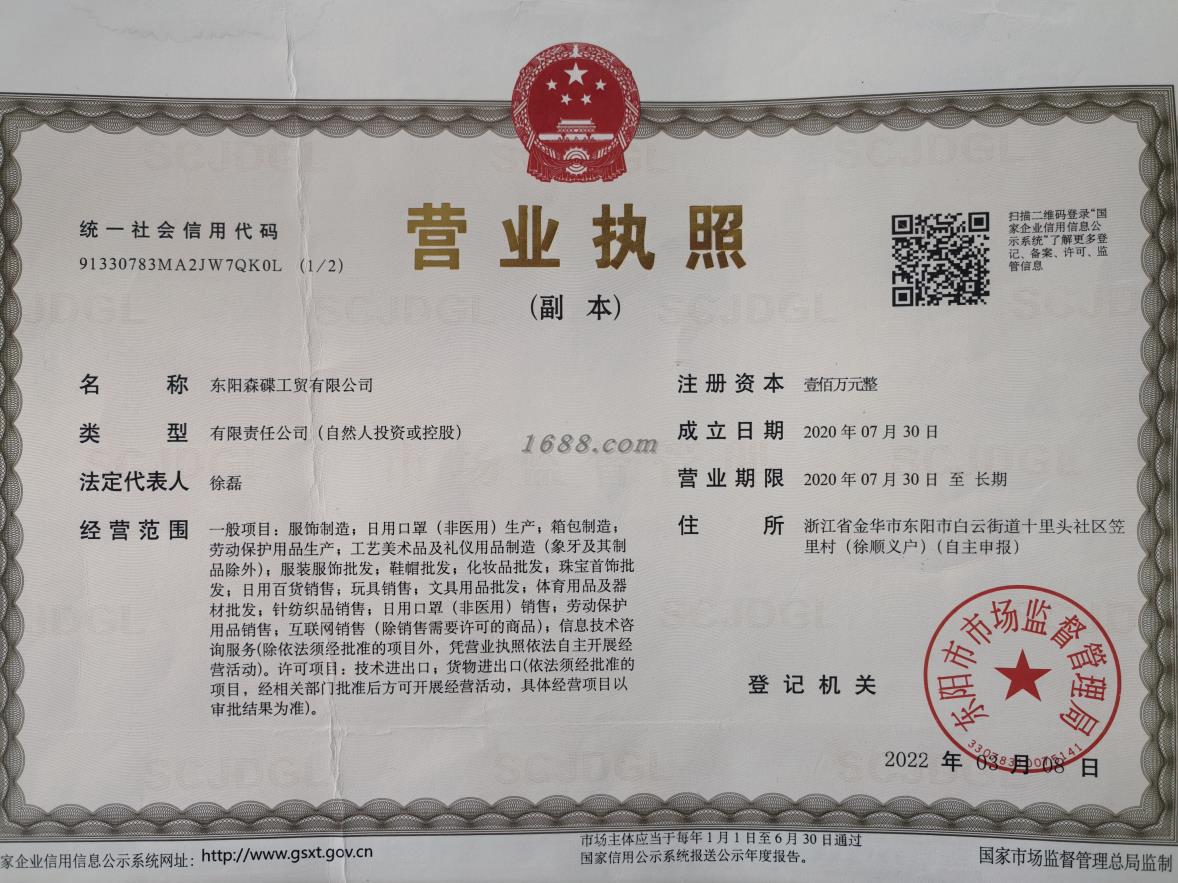 统一社会信用代码
91330783MA2JW7QK0L (1/2)
营业执照
(副 本)
扫描二维码登录“国
家企业信用信息公
示系统”了解更多登
记、备案、许可、监
管信息
名 称 东阳森碟工贸有限公司
类 型 有限责任公司（自然人投资或控股）
法定代表人 徐磊
经营范围 一般项目：服饰制造；日用口罩（非医用）生产；箱包制造；
劳动保护用品生产；工艺美术品及礼仪用品制造（象牙及其制
品除外）；服装服饰批发；鞋帽批发；化妆品批发；珠宝首饰批
发；日用百货销售；玩具销售；文具用品批发；体育用品及器
材批发；针纺织品销售；日用口罩（非医用）销售；劳动保护
用品销售；互联网销售（除销售需要许可的商品）；信息技术咨
询服务(除依法须经批准的项目外，凭营业执照依法自主开展经
营活动)。许可项目：技术进出口；货物进出口(依法须经批准的
项目，经相关部门批准后方可开展经营活动，具体经营项目以
审批结果为准)。
注册资本 壹佰万元整
成立日期 2020 年 07 月 30 日
营业期限 2020 年 07 月 30 日 至 长期
住 所 浙江省金华市东阳市白云街道十里头社区笠
里村（徐顺义户）（自主申报）
1688.com
登记机关
东阳市市场监督管理局
2022 年 03 月 08 日
家企业信用信息公示系统网址: http://www.gsxt.gov.cn
市场主体应当于每年 1 月 1 日至 6 月 30 日通过
国家信用公示系统报送公示年度报告。
国家市场监督管理总局监制